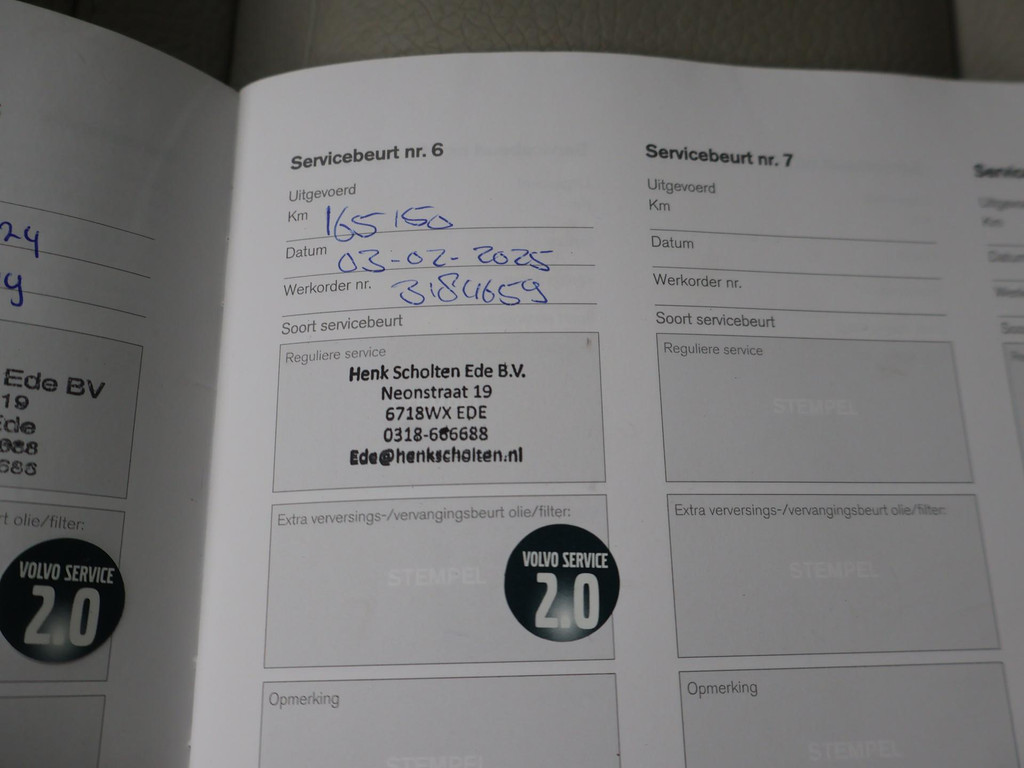 24
9
Ede BV
19
Ede
t olie/filter:
VOLVO SERVICE
2.0
Servicebeurt nr. 6
Uitgevoerd
Km 165150
Datum 03-02-2025
Werkorder nr. 3184659
Soort servicebeurt
Reguliere service
Henk Scholten Ede B.V.
Neonstraat 19
6718WX EDE
0318-666688
Ede@henkscholten.nl
Extra verversings-/vervangingsbeurt olie/filter:
STEMPEL
VOLVO SERVICE
2.0
Opmerking
STEMPEL
Servicebeurt nr. 7
Uitgevoerd
Km
Datum
Werkorder nr.
Soort servicebeurt
Reguliere service
STEMPEL
Extra verversings-/vervangingsbeurt olie/filter:
STEMPEL
Opmerking
STEMPEL